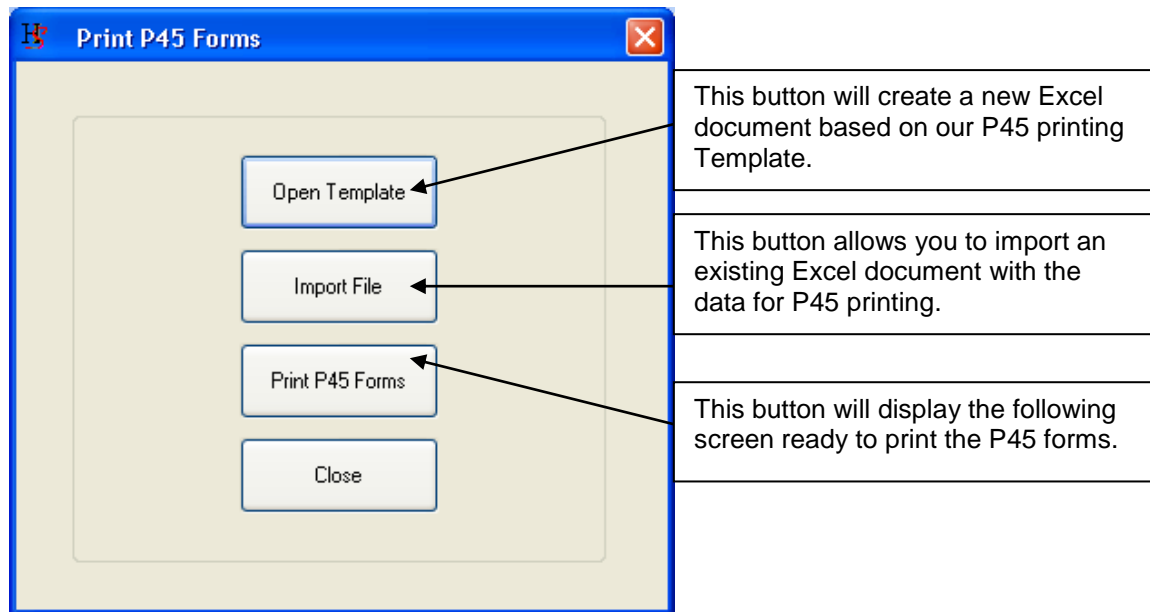 Print P45 Forms
This button will create a new Excel
document based on our P45 printing
Template.
Open Template
This button allows you to import an
existing Excel document with the
data for P45 printing.
Import File
Print P45 Forms
This button will display the following
screen ready to print the P45 forms.
Close